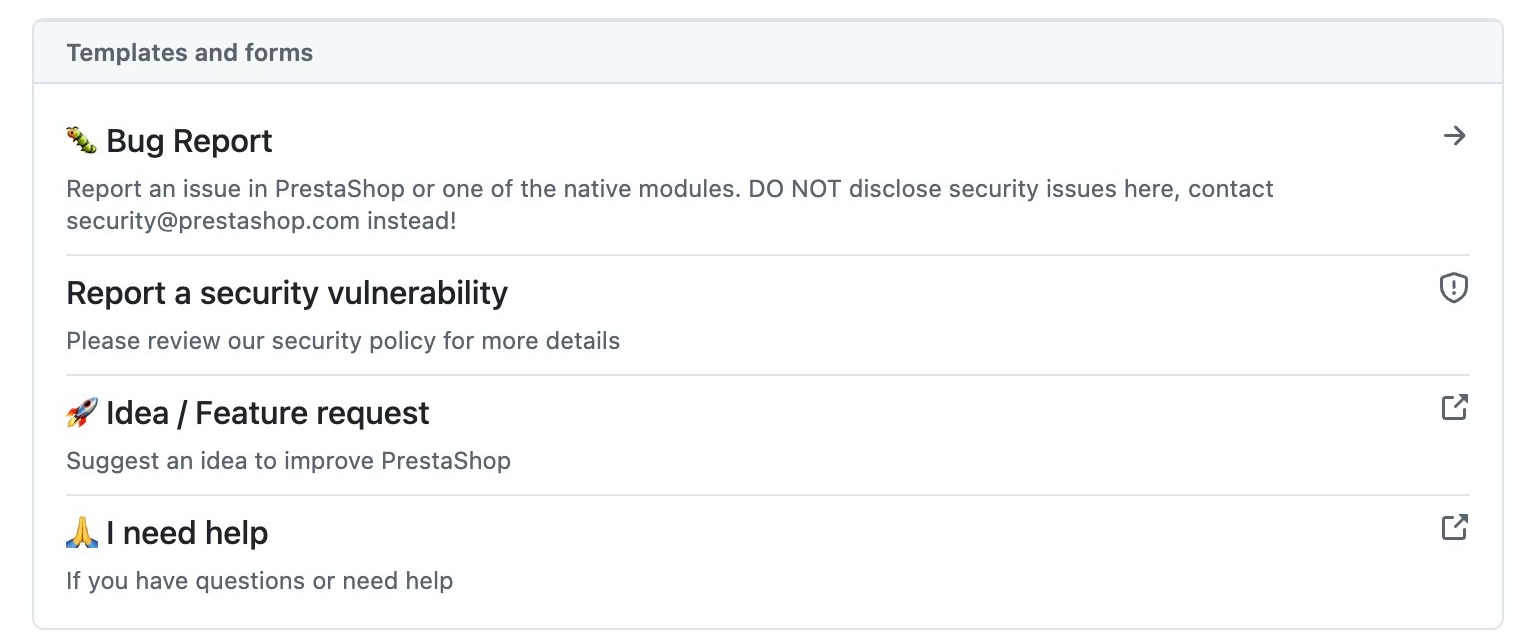 Templates and forms
🐛 Bug Report
Report an issue in PrestaShop or one of the native modules. DO NOT disclose security issues here, contact
security@prestashop.com instead!
Report a security vulnerability
Please review our security policy for more details
🚀 Idea / Feature request
Suggest an idea to improve PrestaShop
🙏 I need help
If you have questions or need help